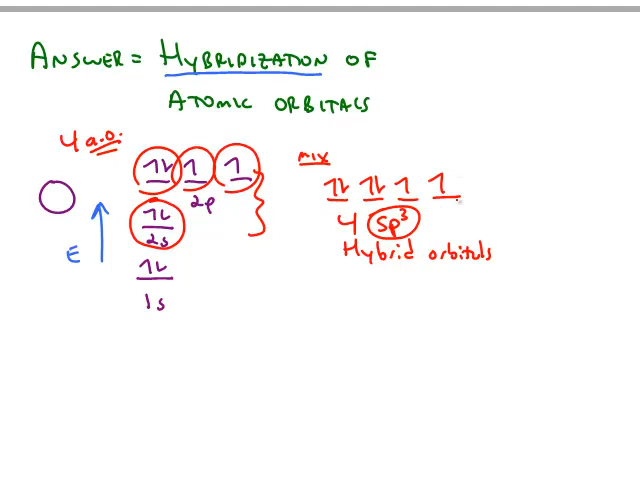 ANSWER = HYBRIDIZATION OF
ATOMIC ORBITALS
4 a.o.
mix
2p
4 sp³
2s
E
Hybrid orbitals
1s